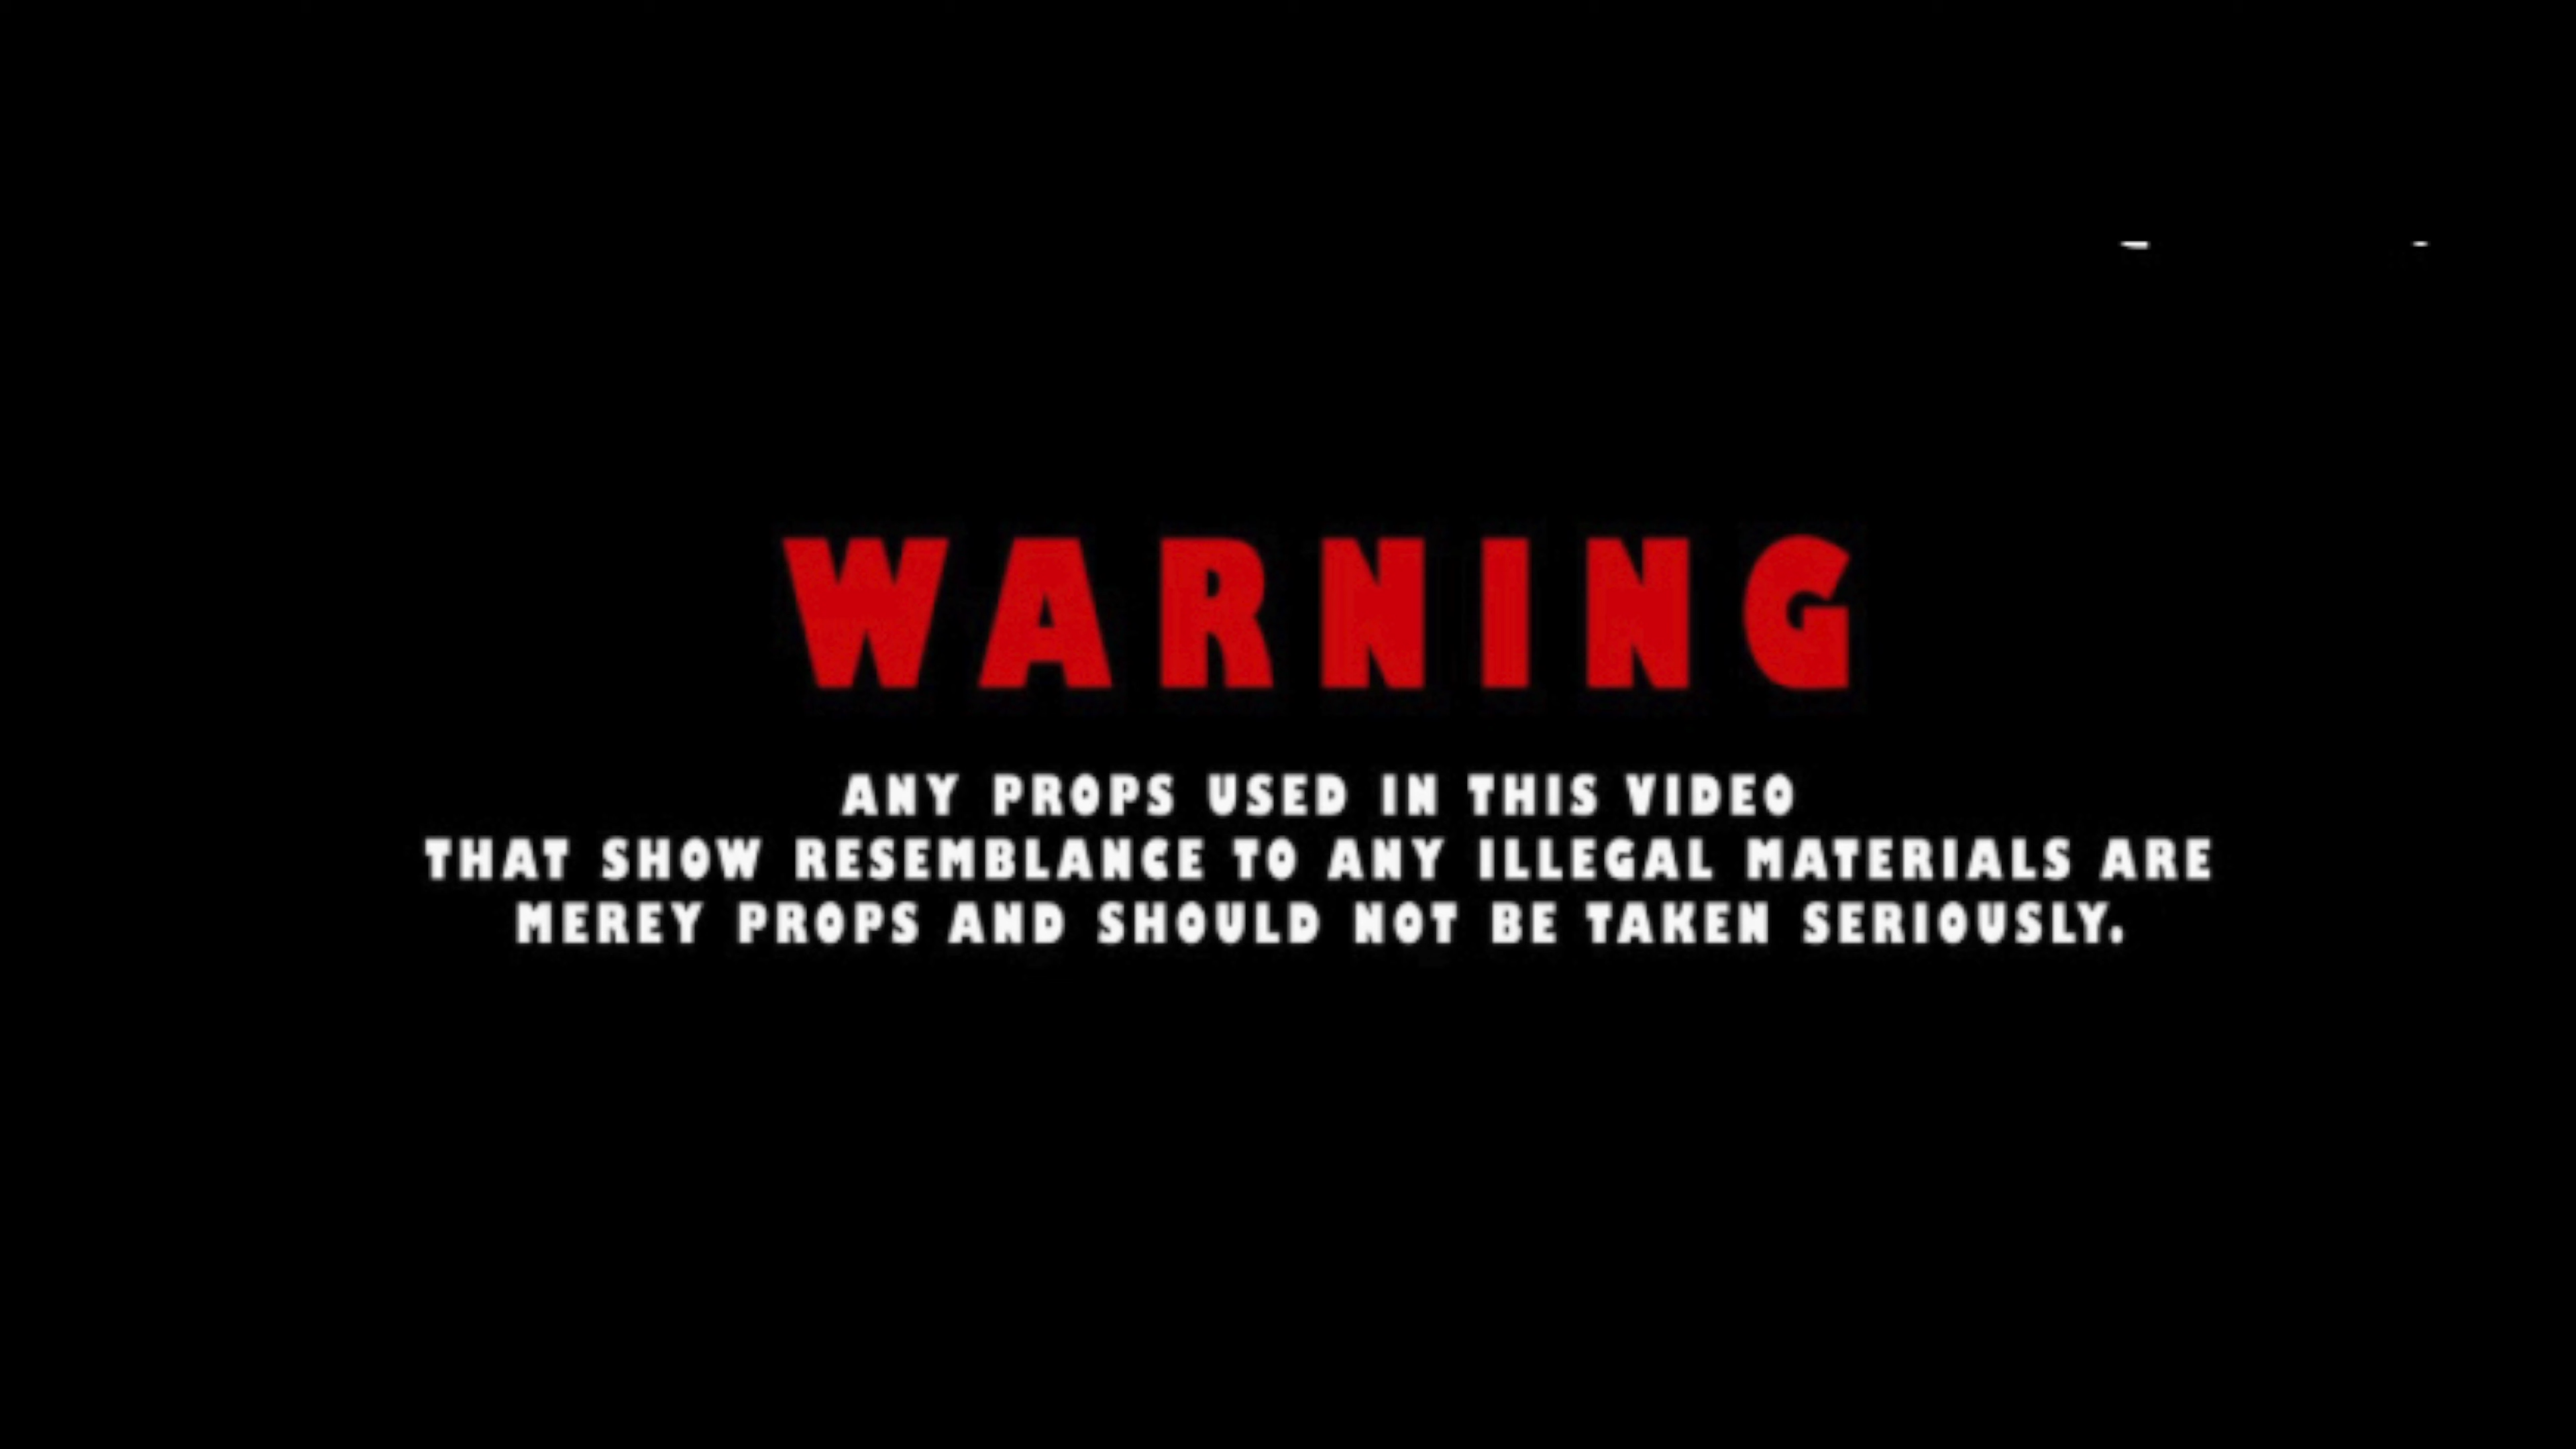 WARNING
ANY PROPS USED IN THIS VIDEO
THAT SHOW RESEMBLANCE TO ANY ILLEGAL MATERIALS ARE
MEREY PROPS AND SHOULD NOT BE TAKEN SERIOUSLY.